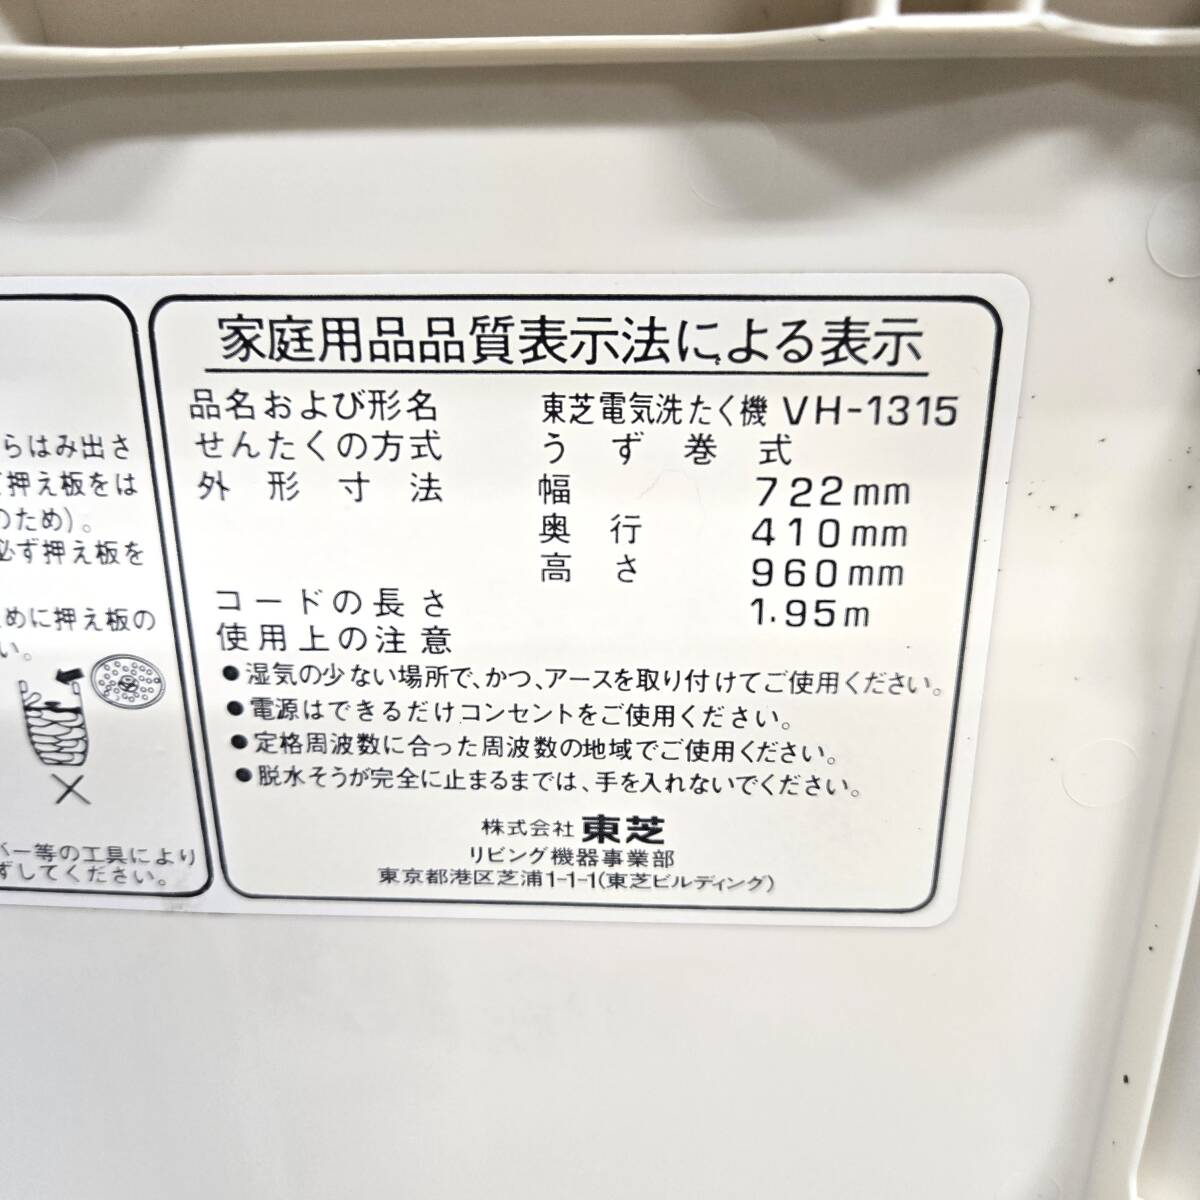 らはみ出さ
押え板をは
のため)。
必ず押え板を
めに押え板の
い。
バー等の工具により
ずしてください。
家庭用品品質表示法による表示
品名および形名 東芝電気洗たく機 VH-1315
せんたくの方式 うず巻式
外形寸法 幅 722mm
奥行 410mm
高さ 960mm
コードの長さ 1.95m
使用上の注意
●湿気の少ない場所で、かつ、アースを取り付けてご使用ください。
●電源はできるだけコンセントをご使用ください。
●定格周波数に合った周波数の地域でご使用ください。
●脱水そうが完全に止まるまでは、手を入れないでください。
株式会社 東芝
リビング機器事業部
東京都港区芝浦1-1-1(東芝ビルディング)